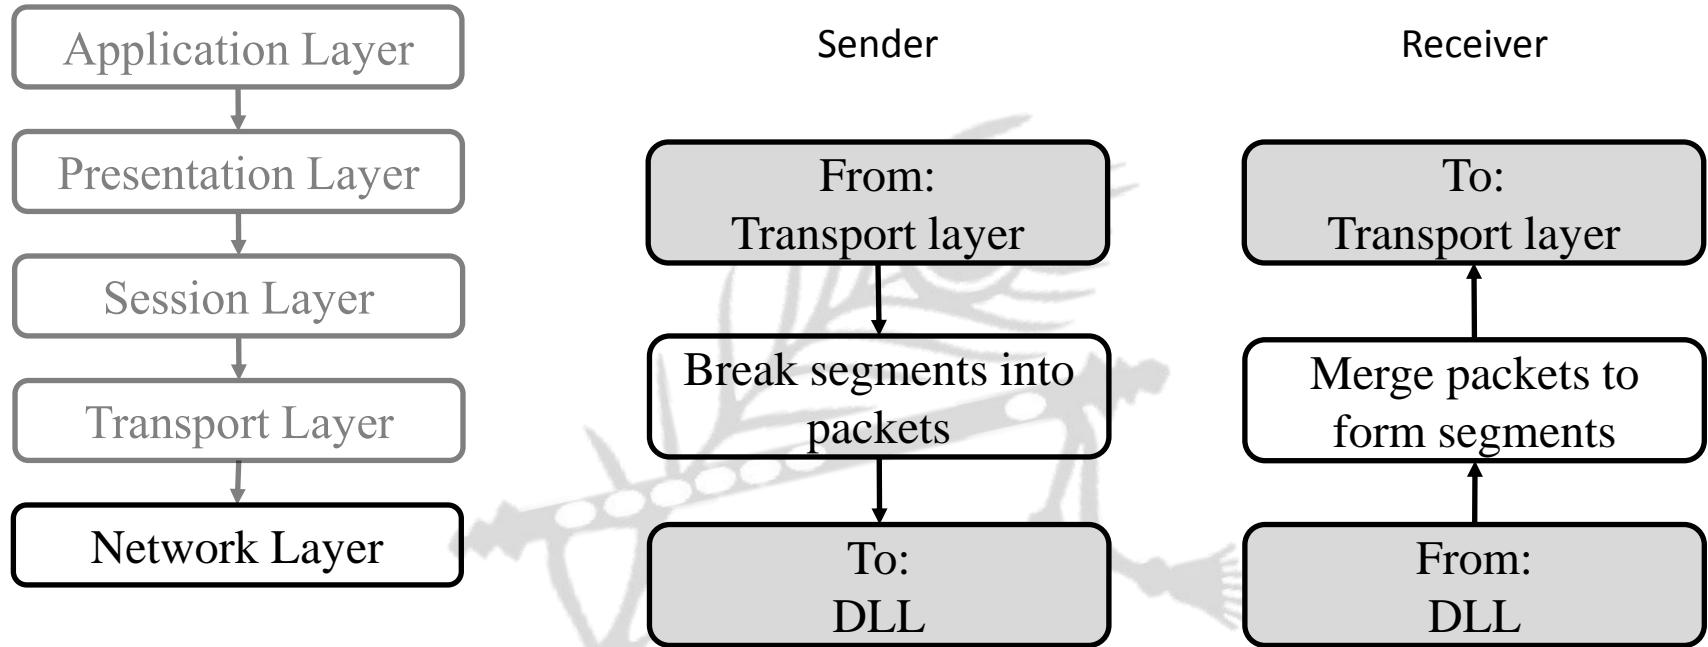 Application Layer
Presentation Layer
Session Layer
Transport Layer
Network Layer
Sender
From:
Transport layer
Break segments into
packets
To:
DLL
Receiver
To:
Transport layer
Merge packets to
form segments
From:
DLL